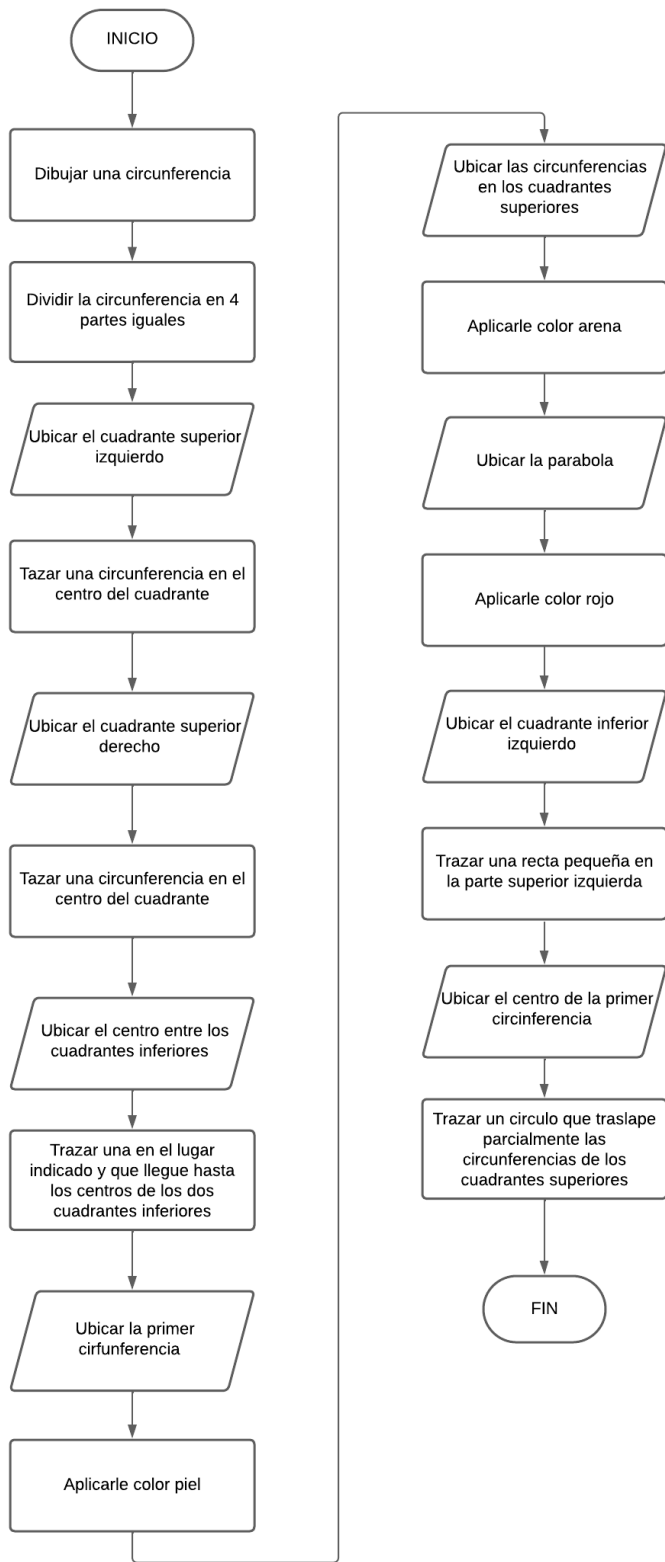 INICIO
Dibujar una circunferencia
Dividir la circunferencia en 4
partes iguales
Ubicar el cuadrante superior
izquierdo
Tazar una circunferencia en el
centro del cuadrante
Ubicar el cuadrante superior
derecho
Tazar una circunferencia en el
centro del cuadrante
Ubicar el centro entre los
cuadrantes inferiores
Trazar una en el lugar
indicado y que llegue hasta
los centros de los dos
cuadrantes inferiores
Ubicar la primer
cirfunferencia
Aplicarle color piel
Ubicar las circunferencias
en los cuadrantes
superiores
Aplicarle color arena
Ubicar la parabola
Aplicarle color rojo
Ubicar el cuadrante inferior
izquierdo
Trazar una recta pequeña en
la parte superior izquierda
Ubicar el centro de la primer
circinferencia
Trazar un circulo que traslape
parcialmente las
circunferencias de los
cuadrantes superiores
FIN